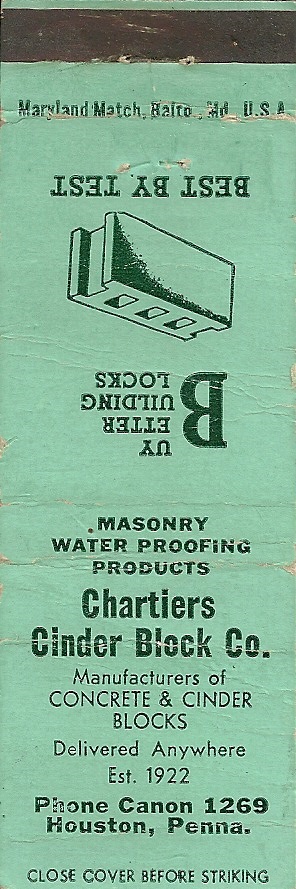 Maryland Match, Balto., Md. U.S.A.
BEST BY TEST
B
UY
ETTER
UILDING
LOCKS
MASONRY
WATER PROOFING
PRODUCTS
Chartiers
Cinder Block Co.
Manufacturers of
CONCRETE & CINDER
BLOCKS
Delivered Anywhere
Est. 1922
Phone Canon 1269
Houston, Penna.
CLOSE COVER BEFORE STRIKING